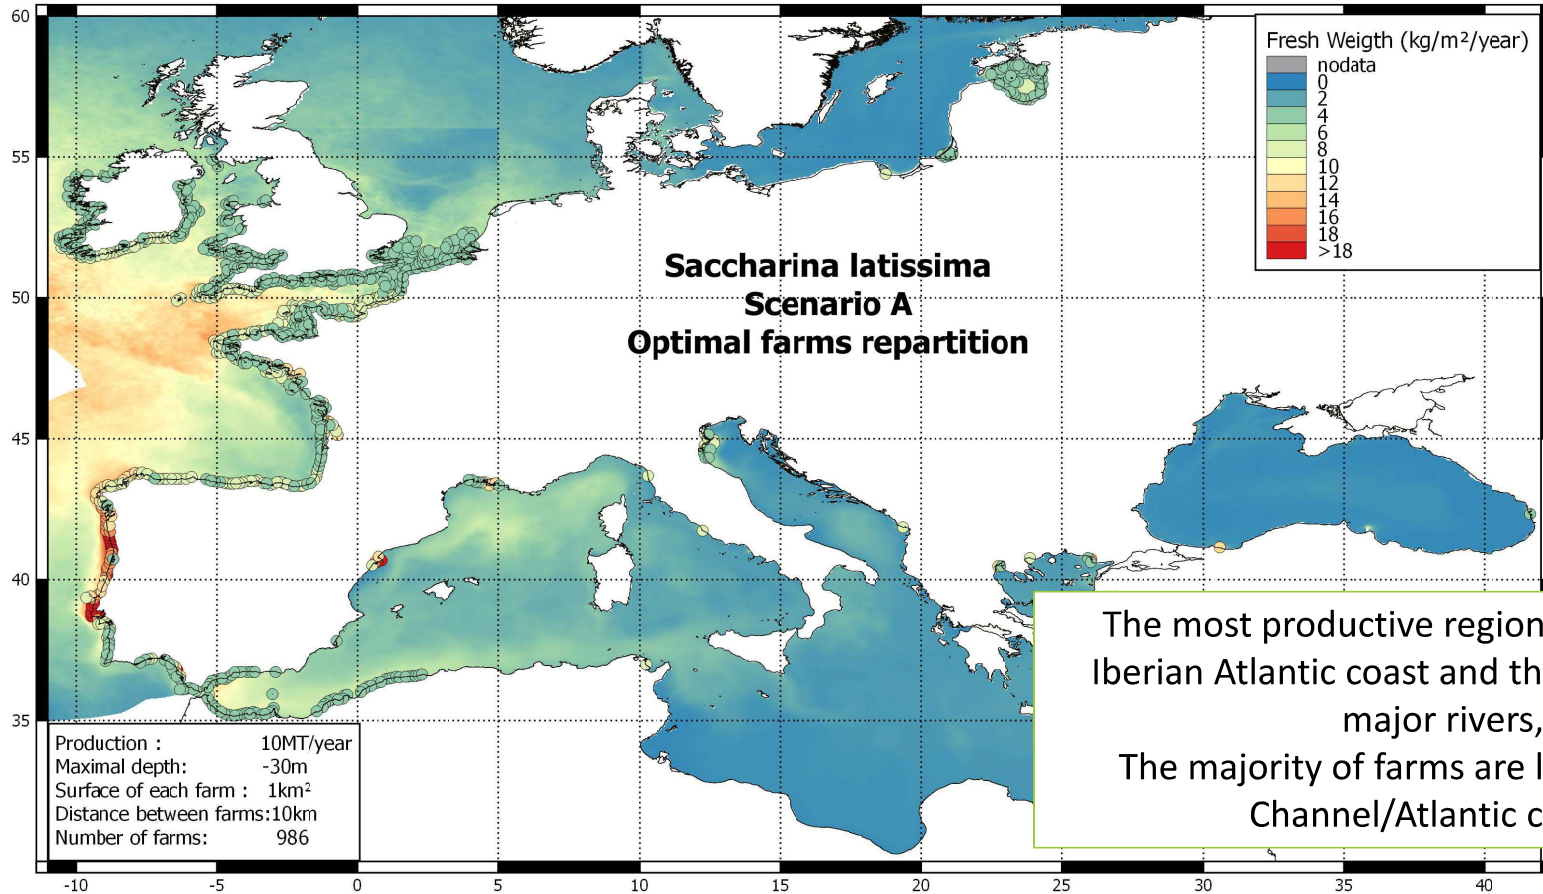 60
55
50
45
40
35
-10
-5
0
5
10
15
20
25
30
35
40
Fresh Weigth (kg/m²/year)
nodata
0
2
4
6
8
10
12
14
16
18
>18
Saccharina latissima
Scenario A
Optimal farms repartition
Production : 10MT/year
Maximal depth: -30m
Surface of each farm : 1km²
Distance between farms:10km
Number of farms: 986
The most productive region
Iberian Atlantic coast and th
major rivers,
The majority of farms are l
Channel/Atlantic c